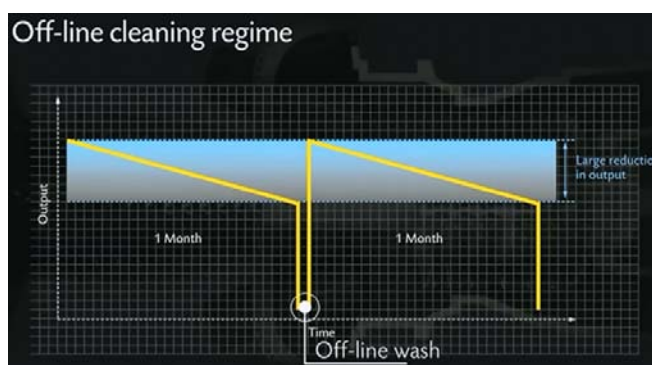 Off-line cleaning regime
Large reductio
in output
Output
1 Month
1 Month
Time
Off-line wash